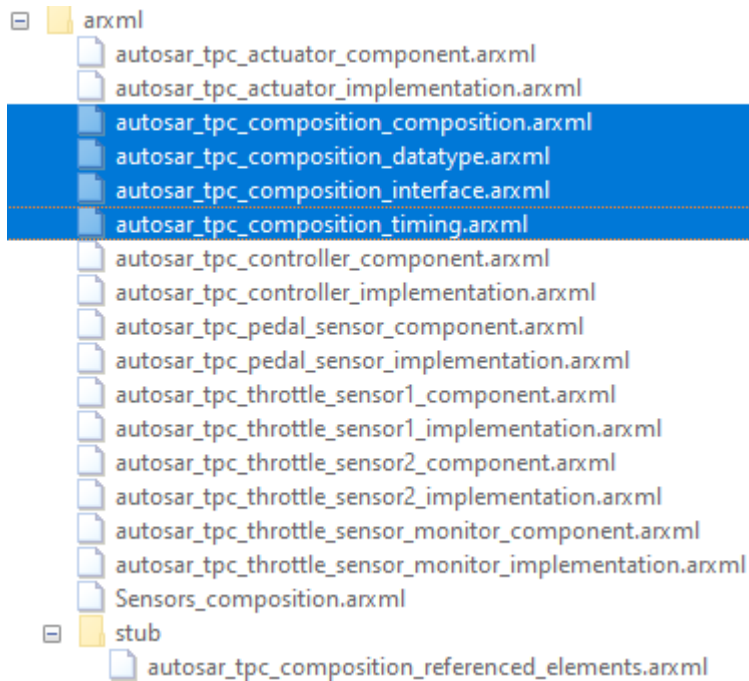 arxml
autosar_tpc_actuator_component.arxml
autosar_tpc_actuator_implementation.arxml
autosar_tpc_composition_composition.arxml
autosar_tpc_composition_datatype.arxml
autosar_tpc_composition_interface.arxml
autosar_tpc_composition_timing.arxml
autosar_tpc_controller_component.arxml
autosar_tpc_controller_implementation.arxml
autosar_tpc_pedal_sensor_component.arxml
autosar_tpc_pedal_sensor_implementation.arxml
autosar_tpc_throttle_sensor1_component.arxml
autosar_tpc_throttle_sensor1_implementation.arxml
autosar_tpc_throttle_sensor2_component.arxml
autosar_tpc_throttle_sensor2_implementation.arxml
autosar_tpc_throttle_sensor_monitor_component.arxml
autosar_tpc_throttle_sensor_monitor_implementation.arxml
Sensors_composition.arxml
stub
autosar_tpc_composition_referenced_elements.arxml